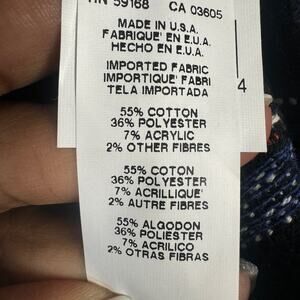 RN 59168 CA 03605
MADE IN U.S.A.
FABRIQUE' EN E.U.A.
HECHO EN E.U.A.
IMPORTED FABRIC
IMPORTIQUE' FABRI
TELA IMPORTADA
4
55% COTTON
36% POLYESTER
7% ACRYLIC
2% OTHER FIBRES
55% COTON
36% POLYESTER
7% ACRILLIQUE'
2% AUTRE FIBRES
55% ALGODON
36% POLIESTER
7% ACRILICO
2% OTRAS FIBRAS